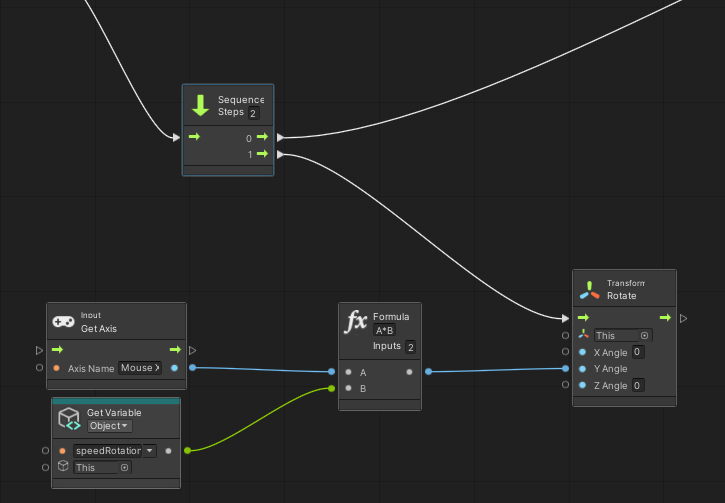 Sequence
Steps 2
0
1
Transform
Rotate
This
X Angle 0
Y Angle
Z Angle 0
Input
Get Axis
Axis Name Mouse X
Formula
A*B
Inputs 2
A
B
Get Variable
Object
speedRotation
This